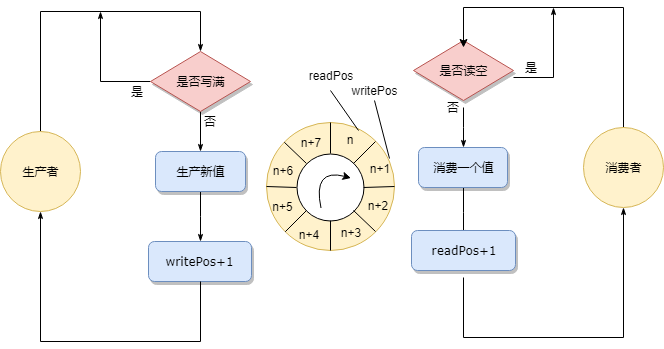 是否写满
是
否
生产者
生产新值
writePos+1
readPos
writePos
n+7
n
n+6
n+1
n+5
n+2
n+4
n+3
是否读空
是
否
消费一个值
消费者
readPos+1